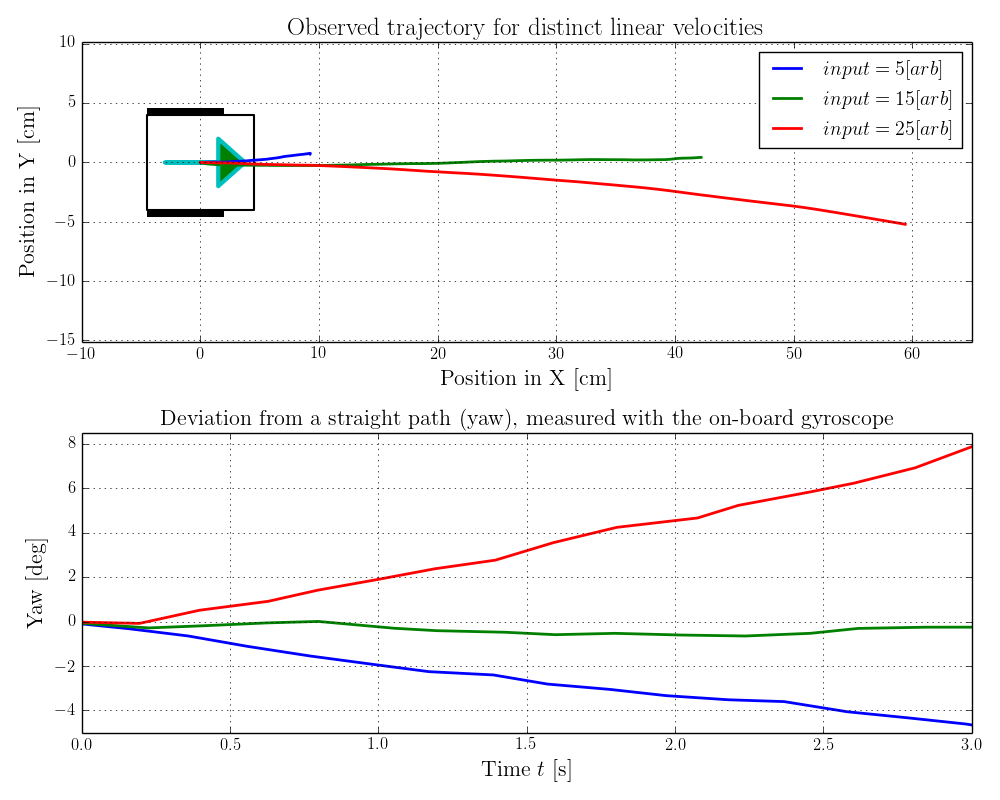 Observed trajectory for distinct linear velocities
10
5
0
−5
−10
−15
Position in Y [cm]
input = 5[arb]
input = 15[arb]
input = 25[arb]
−10 0 10 20 30 40 50 60
Position in X [cm]
Deviation from a straight path (yaw), measured with the on-board gyroscope
8
6
4
2
0
−2
−4
Yaw [deg]
0.0 0.5 1.0 1.5 2.0 2.5 3.0
Time t [s]